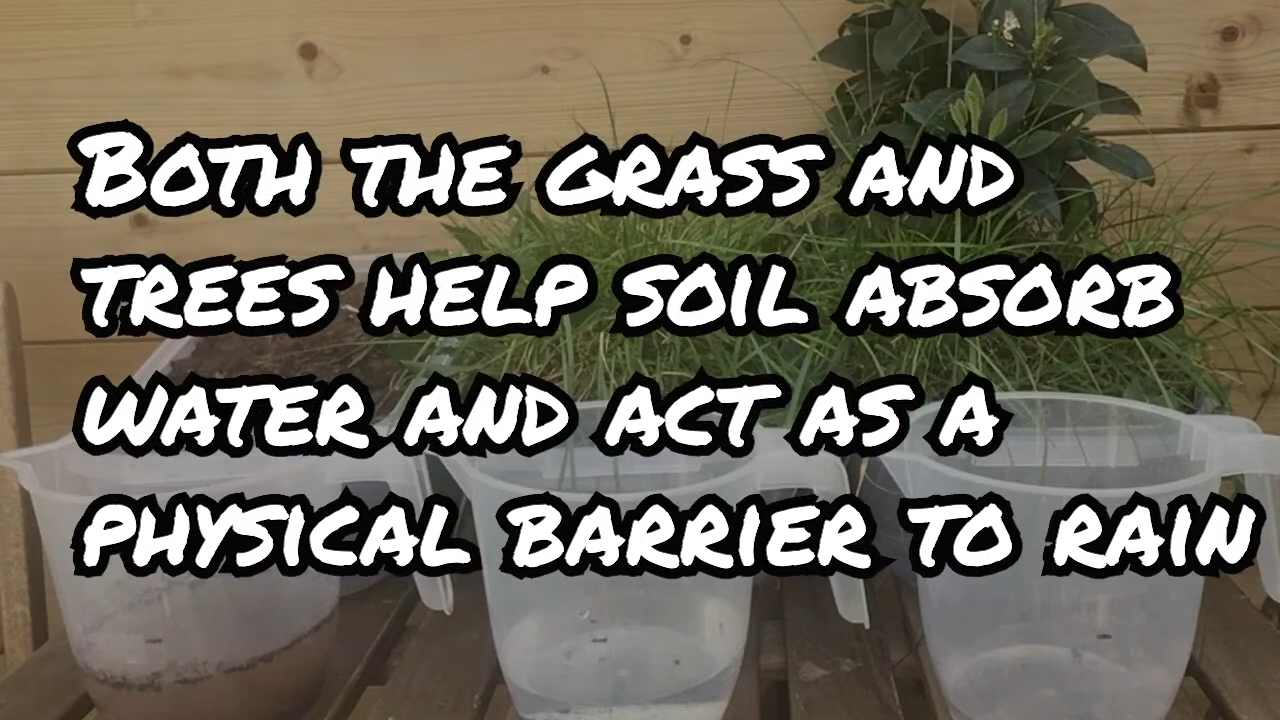 Both the grass and
trees help soil absorb
water and act as a
physical barrier to rain